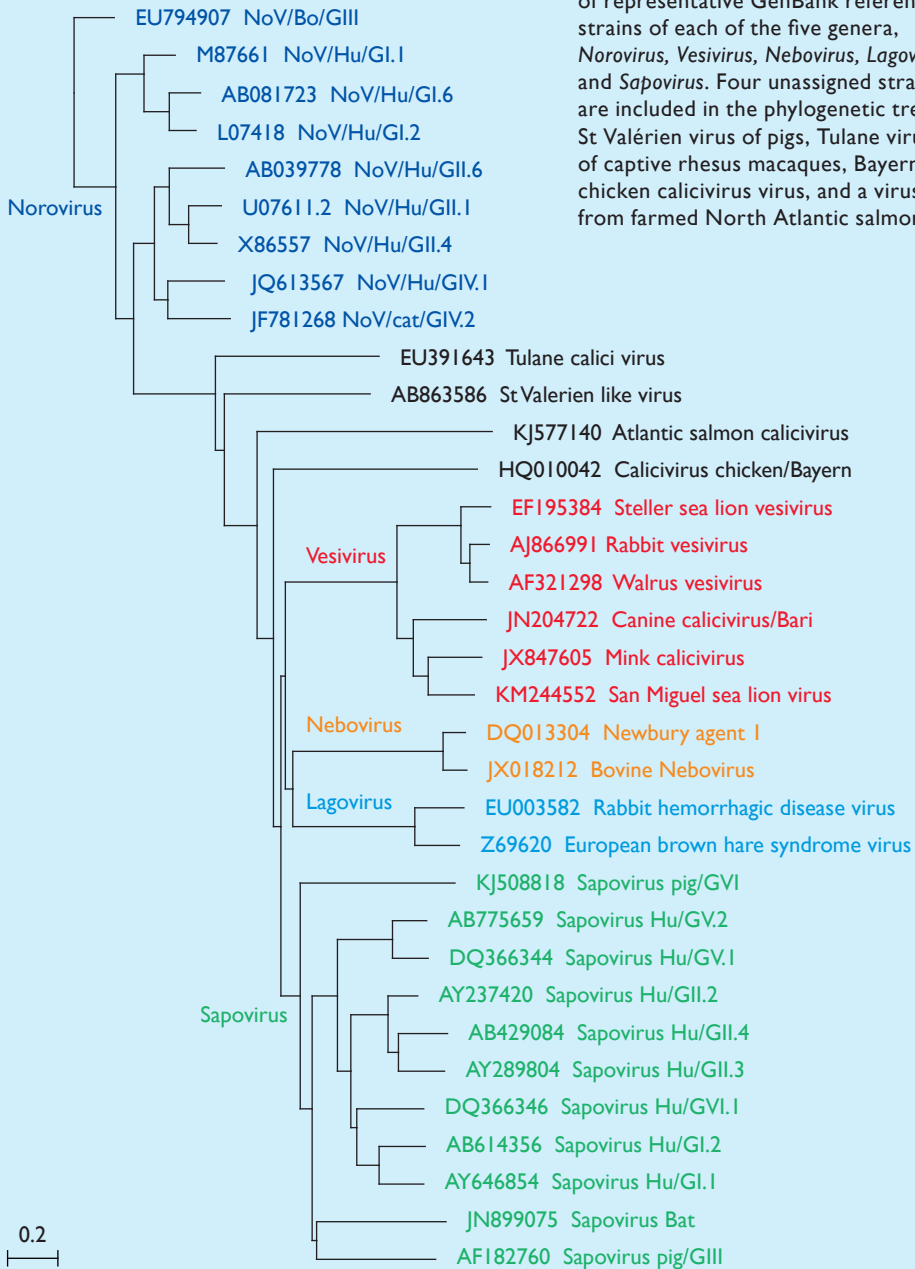 of representative GenBank referen
strains of each of the five genera,
Norovirus, Vesivirus, Nebovirus, Lagov
and Sapovirus. Four unassigned stra
are included in the phylogenetic tre
St Valérien virus of pigs, Tulane viru
of captive rhesus macaques, Bayern
chicken calicivirus virus, and a virus
from farmed North Atlantic salmon
EU794907 NoV/Bo/GIII
M87661 NoV/Hu/GI.1
AB081723 NoV/Hu/GI.6
L07418 NoV/Hu/GI.2
AB039778 NoV/Hu/GII.6
Norovirus
U07611.2 NoV/Hu/GII.1
X86557 NoV/Hu/GII.4
JQ613567 NoV/Hu/GIV.1
JF781268 NoV/cat/GIV.2
EU391643 Tulane calici virus
AB863586 St Valerien like virus
KJ577140 Atlantic salmon calicivirus
HQ010042 Calicivirus chicken/Bayern
EF195384 Steller sea lion vesivirus
Vesivirus
AJ866991 Rabbit vesivirus
AF321298 Walrus vesivirus
JN204722 Canine calicivirus/Bari
JX847605 Mink calicivirus
KM244552 San Miguel sea lion virus
Nebovirus
DQ013304 Newbury agent 1
JX018212 Bovine Nebovirus
Lagovirus
EU003582 Rabbit hemorrhagic disease virus
Z69620 European brown hare syndrome virus
KJ508818 Sapovirus pig/GVI
AB775659 Sapovirus Hu/GV.2
DQ366344 Sapovirus Hu/GV.1
AY237420 Sapovirus Hu/GII.2
Sapovirus
AB429084 Sapovirus Hu/GII.4
AY289804 Sapovirus Hu/GII.3
DQ366346 Sapovirus Hu/GVI.1
AB614356 Sapovirus Hu/GI.2
AY646854 Sapovirus Hu/GI.1
JN899075 Sapovirus Bat
AF182760 Sapovirus pig/GIII
0.2